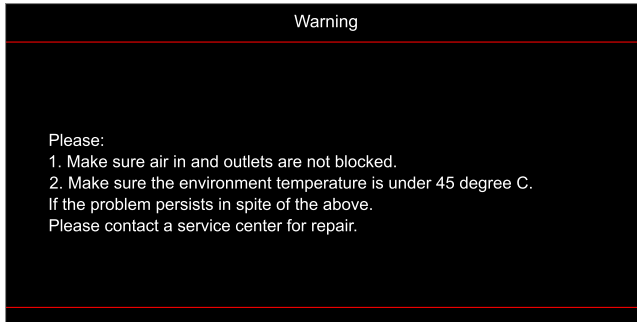 Warning
Please:
1. Make sure air in and outlets are not blocked.
2. Make sure the environment temperature is under 45 degree C.
If the problem persists in spite of the above.
Please contact a service center for repair.